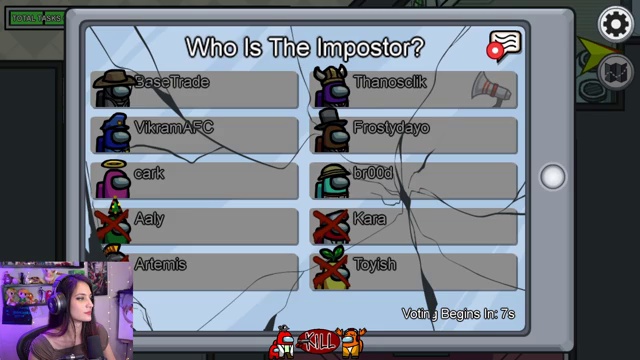 TOTAL TASKS
Who Is The Impostor?
BaseTrade
Thanoselik
VikramAFC
Frostydayo
cark
br00d
Aaly
Kara
Artemis
Toyish
Voting Begins In: 7s
KILL